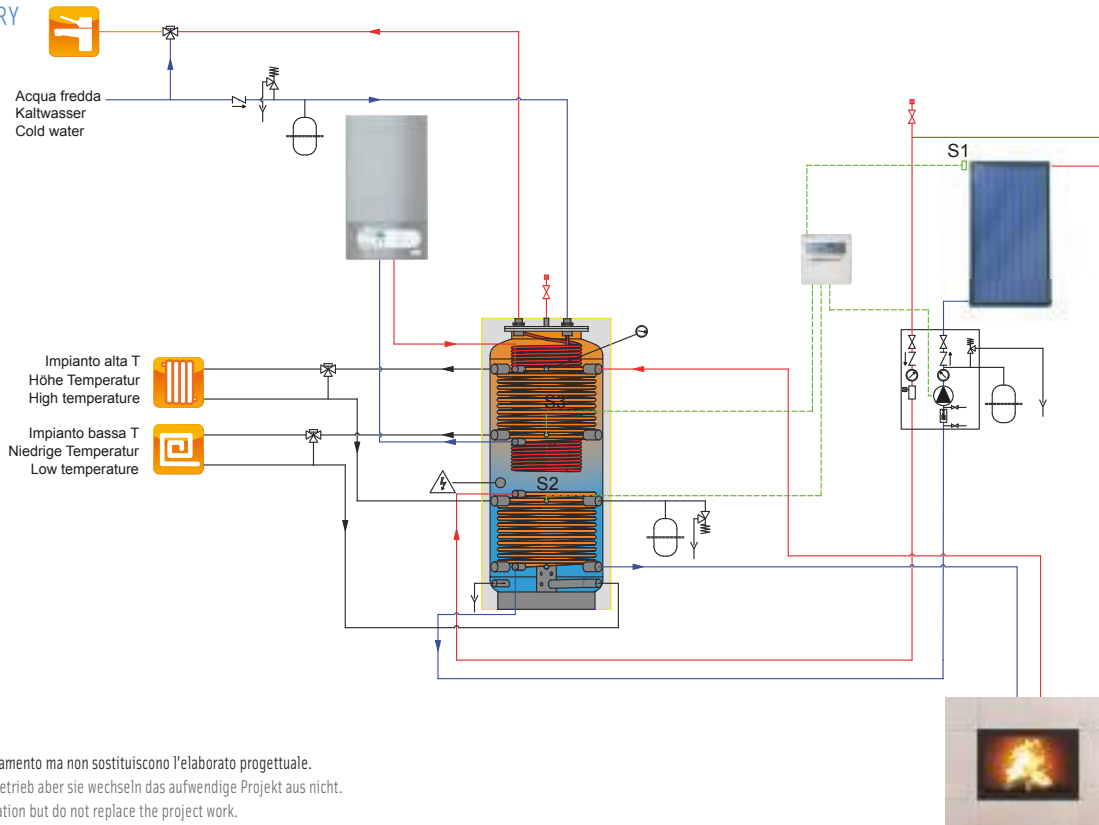 RY
Acqua fredda
Kaltwasser
Cold water
S1
Impianto alta T
Höhe Temperatur
High temperature
S3
Impianto bassa T
Niedrige Temperatur
Low temperature
S2
amento ma non sostituiscono l'elaborato progettuale.
etrieb aber sie wechseln das aufwendige Projekt aus nicht.
ation but do not replace the project work.